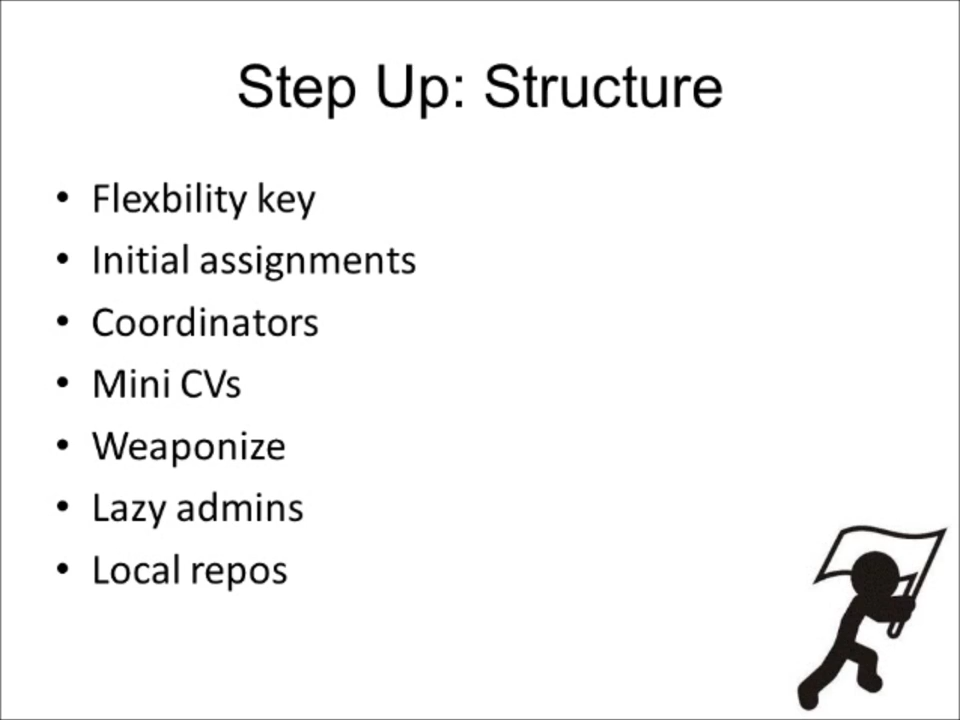 Step Up: Structure
• Flexbility key
• Initial assignments
• Coordinators
• Mini CVs
• Weaponize
• Lazy admins
• Local repos